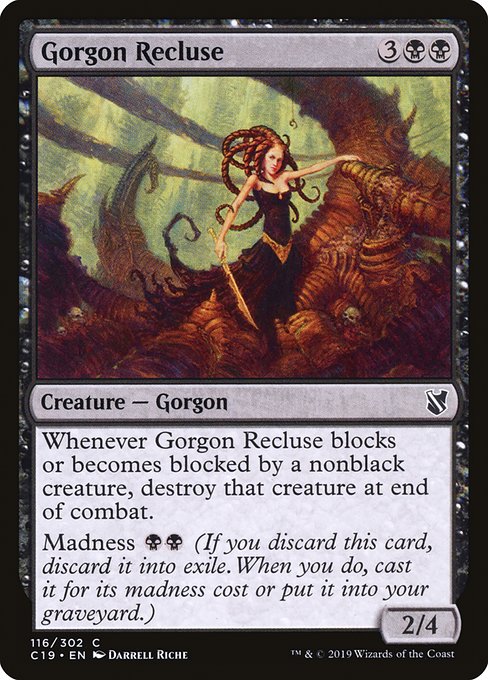 Gorgon Recluse 3
Creature — Gorgon
Whenever Gorgon Recluse blocks
or becomes blocked by a nonblack
creature, destroy that creature at end
of combat.
Madness (If you discard this card,
discard it into exile. When you do, cast
it for its madness cost or put it into your
graveyard.)
2/4
116/302 C
C19 • EN Darrell Riche
™ & © 2019 Wizards of the Coast